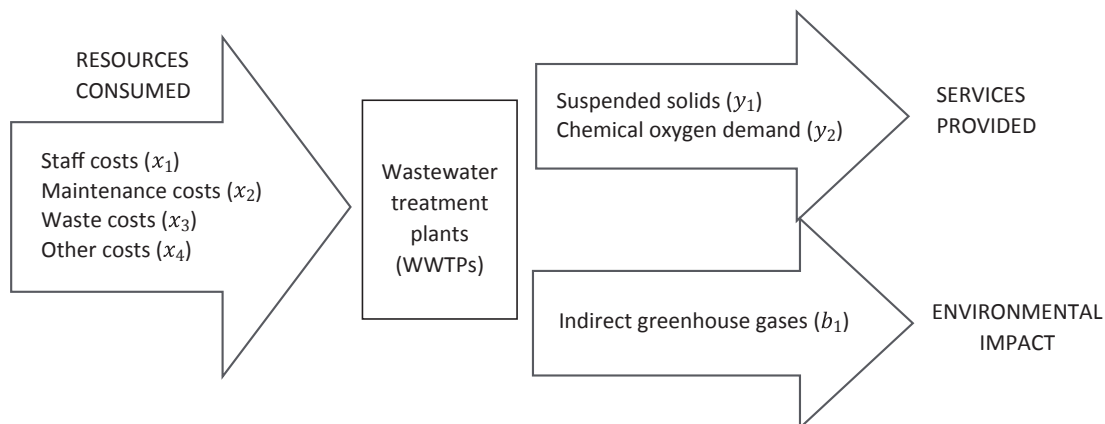 RESOURCES
CONSUMED
Staff costs (x₁)
Maintenance costs (x₂)
Waste costs (x₃)
Other costs (x₄)
Wastewater
treatment
plants
(WWTPs)
Suspended solids (y₁)
Chemical oxygen demand (y₂)
SERVICES
PROVIDED
Indirect greenhouse gases (b₁)
ENVIRONMENTAL
IMPACT